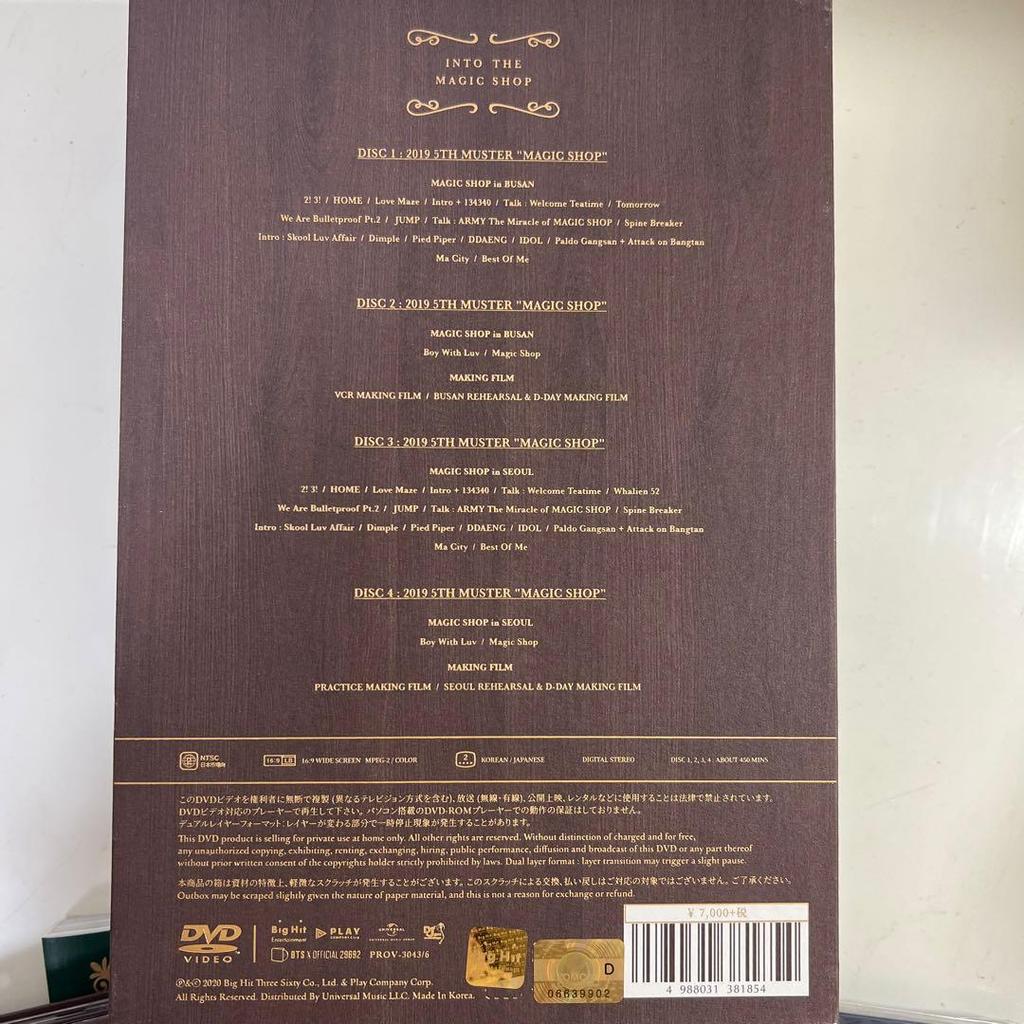 INTO THE
MAGIC SHOP
DISC 1 : 2019 5TH MUSTER "MAGIC SHOP"
MAGIC SHOP in BUSAN
2! 3! / HOME / Love Maze / Intro + 134340 / Talk : Welcome Teatime / Tomorrow
We Are Bulletproof Pt.2 / JUMP / Talk : ARMY The Miracle of MAGIC SHOP / Spine Breaker
Intro : Skool Luv Affair / Dimple / Pied Piper / DDAENG / IDOL / Paldo Gangsan + Attack on Bangtan
Ma City / Best Of Me
DISC 2 : 2019 5TH MUSTER "MAGIC SHOP"
MAGIC SHOP in BUSAN
Boy With Luv / Magic Shop
MAKING FILM
VCR MAKING FILM / BUSAN REHEARSAL & D-DAY MAKING FILM
DISC 3 : 2019 5TH MUSTER "MAGIC SHOP"
MAGIC SHOP in SEOUL
2! 3! / HOME / Love Maze / Intro + 134340 / Talk : Welcome Teatime / Whalien 52
We Are Bulletproof Pt.2 / JUMP / Talk : ARMY The Miracle of MAGIC SHOP / Spine Breaker
Intro : Skool Luv Affair / Dimple / Pied Piper / DDAENG / IDOL / Paldo Gangsan + Attack on Bangtan
Ma City / Best Of Me
DISC 4 : 2019 5TH MUSTER "MAGIC SHOP"
MAGIC SHOP in SEOUL
Boy With Luv / Magic Shop
MAKING FILM
PRACTICE MAKING FILM / SEOUL REHEARSAL & D-DAY MAKING FILM
NTSC 日本市場向 16:9 LB 16:9 WIDE SCREEN MPEG-2 / COLOR 2 KOREAN / JAPANESE DIGITAL STEREO DISC 1, 2, 3, 4 : ABOUT 450 MINS
このDVDビデオを権利者に無断で複製(異なるテレビジョン方式を含む)、放送(無線・有線)、公開上映、レンタルなどに使用することは法律で禁止されています。
DVDビデオ対応のプレーヤーで再生して下さい。パソコン搭載のDVD-ROMプレーヤーでの動作の保証はしておりません。
デュアルレイヤーフォーマット:レイヤーが変わる部分で一時停止現象が発生することがあります。
This DVD product is selling for private use at home only. All other rights are reserved. Without distinction of charged and for free,
any unauthorized copying, exhibiting, renting, exchanging, hiring, public performance, diffusion and broadcast of this DVD or any part thereof
without prior written consent of the copyrights holder strictly prohibited by laws. Dual layer format : layer transition may trigger a slight pause.
本商品の箱は資材の特徴上、軽微なスクラッチが発生することがございます。このスクラッチによる交換、払い戻しはご対応の対象ではございません。ご了承ください。
Outbox may be scraped slightly given the nature of paper material, and this is not a reason for exchange or refund.
¥ 7,000+税
DVD VIDEO Big Hit Entertainment PLAY COMPANY CORP. UNIVERSAL UNIVERSAL MUSIC GROUP Def
BTS X OFFICIAL 29692 PROV-3043/6
Big Hit
D
06639902
4 988031 381854
℗&© 2020 Big Hit Three Sixty Co., Ltd. & Play Company Corp.
All Rights Reserved. Distributed By Universal Music LLC. Made In Korea.